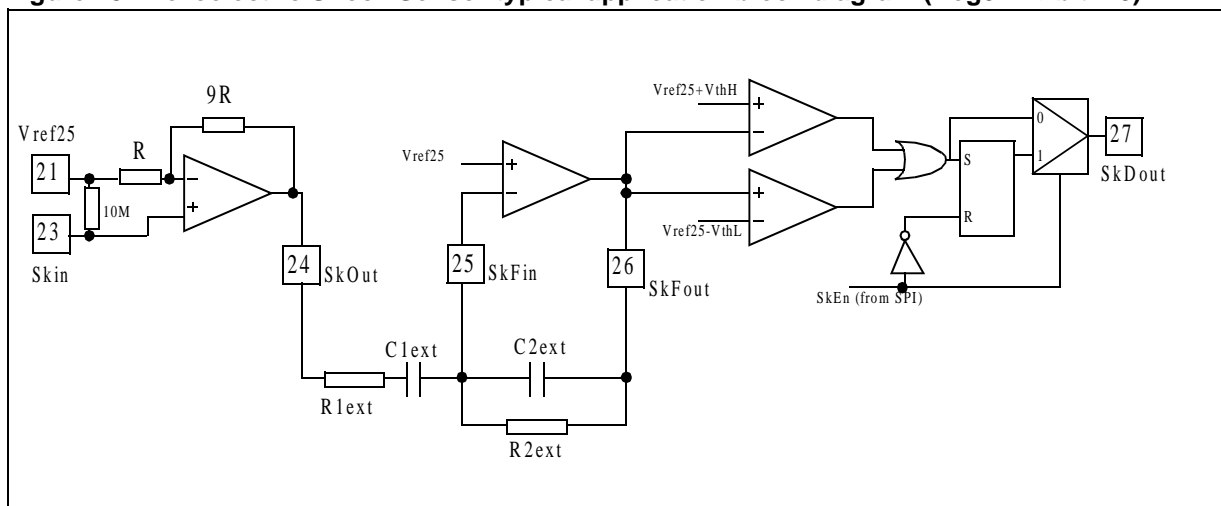 9R
Vref25
R
21
10M
23
Skin
24
SkOut
Vref25
25
SkFin
26
SkFout
C1ext
C2ext
R1ext
R2ext
Vref25+VthH
Vref25-VthL
S
R
0
1
27
SkDout
SkEn (from SPI)